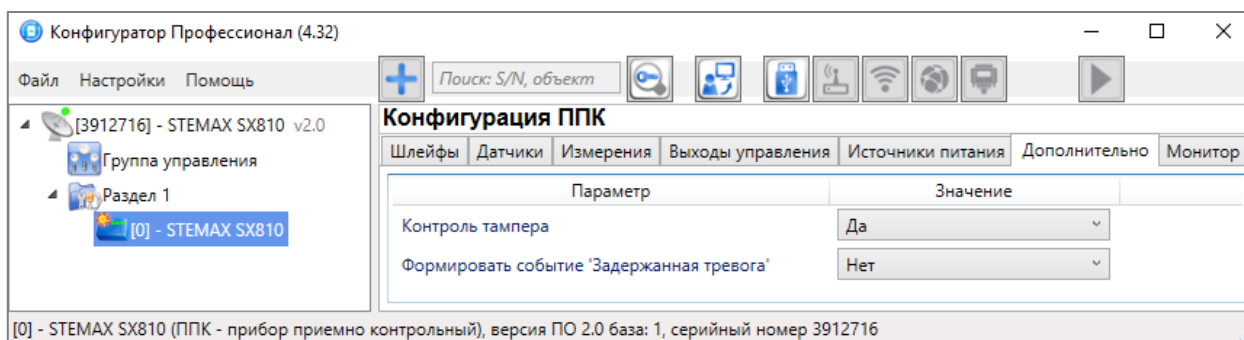 Конфигуратор Профессионал (4.32)
Файл Настройки Помощь
Поиск: S/N, объект
[3912716] - STEMAX SX810 v2.0
Группа управления
Раздел 1
[0] - STEMAX SX810
Конфигурация ППК
Шлейфы Датчики Измерения Выходы управления Источники питания Дополнительно Монитор
Параметр Значение
Контроль тампера Да
Формировать событие 'Задержанная тревога' Нет
[0] - STEMAX SX810 (ППК - прибор приемно контрольный), версия ПО 2.0 база: 1, серийный номер 3912716